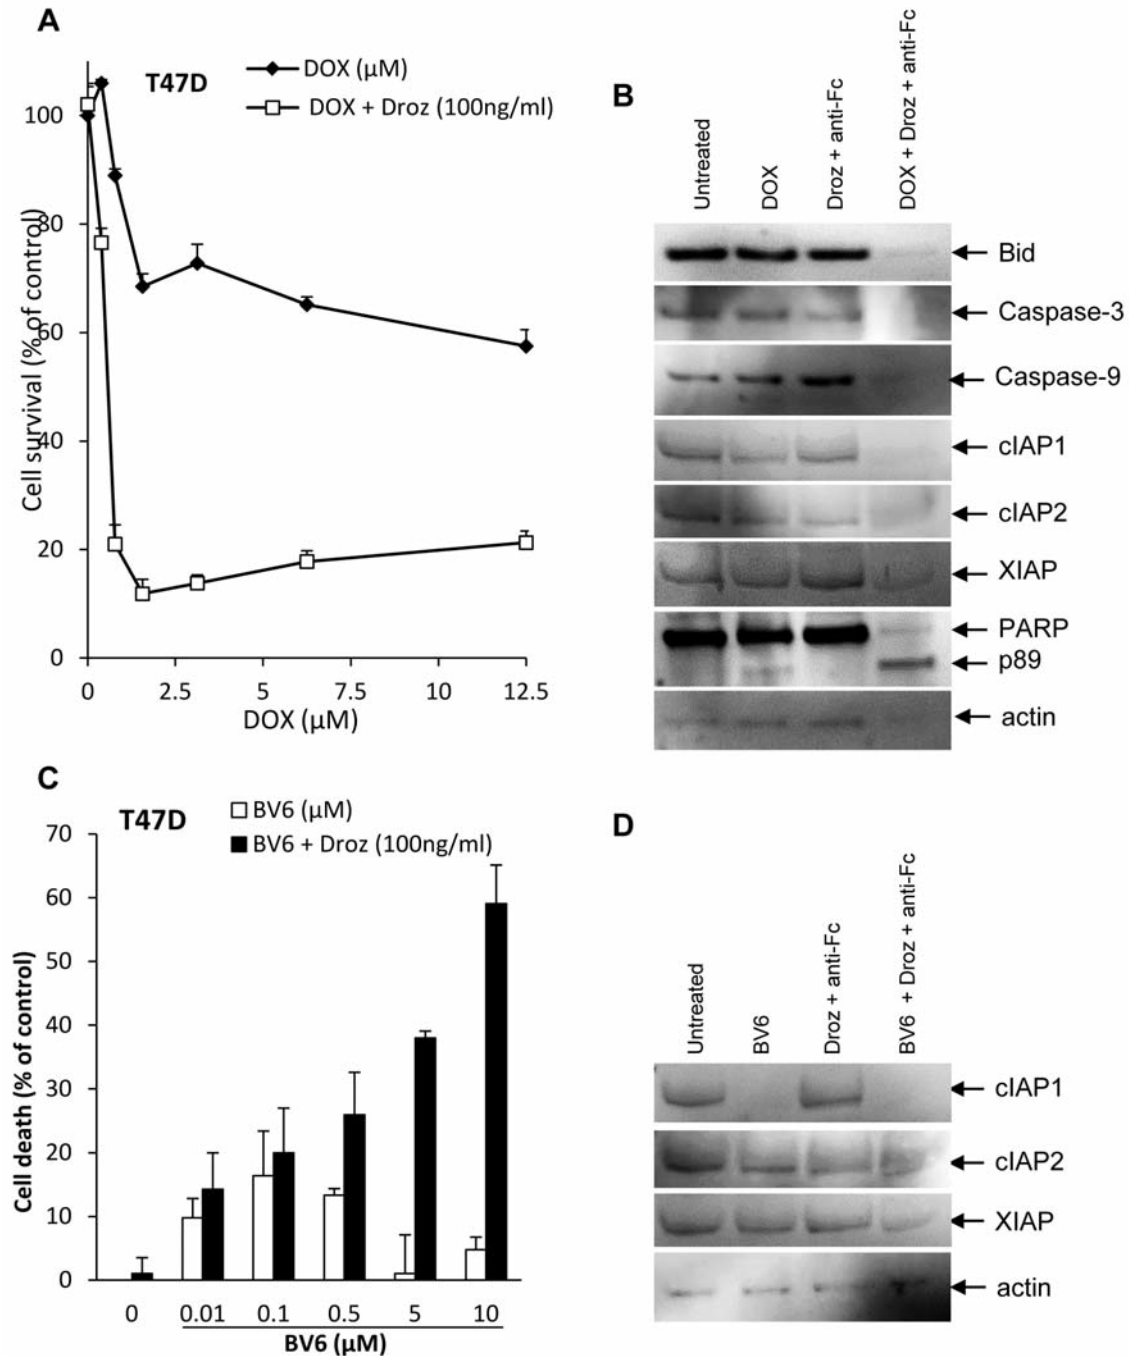 A
T47D
DOX (µM)
DOX + Droz (100ng/ml)
Cell survival (% of control)
100
80
60
40
20
0
0 2.5 5 7.5 10 12.5
DOX (µM)
B
Untreated
DOX
Droz + anti-Fc
DOX + Droz + anti-Fc
Bid
Caspase-3
Caspase-9
cIAP1
cIAP2
XIAP
PARP
p89
actin
C
T47D
BV6 (µM)
BV6 + Droz (100ng/ml)
Cell death (% of control)
70
60
50
40
30
20
10
0
0 0.01 0.1 0.5 5 10
BV6 (µM)
D
Untreated
BV6
Droz + anti-Fc
BV6 + Droz + anti-Fc
cIAP1
cIAP2
XIAP
actin